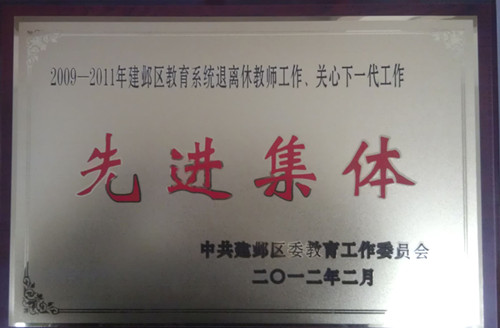 2009—2011年建邺区教育系统退离休教师工作、关心下一代工作
先进集体
中共建邺区委教育工作委员会
二〇一二年二月